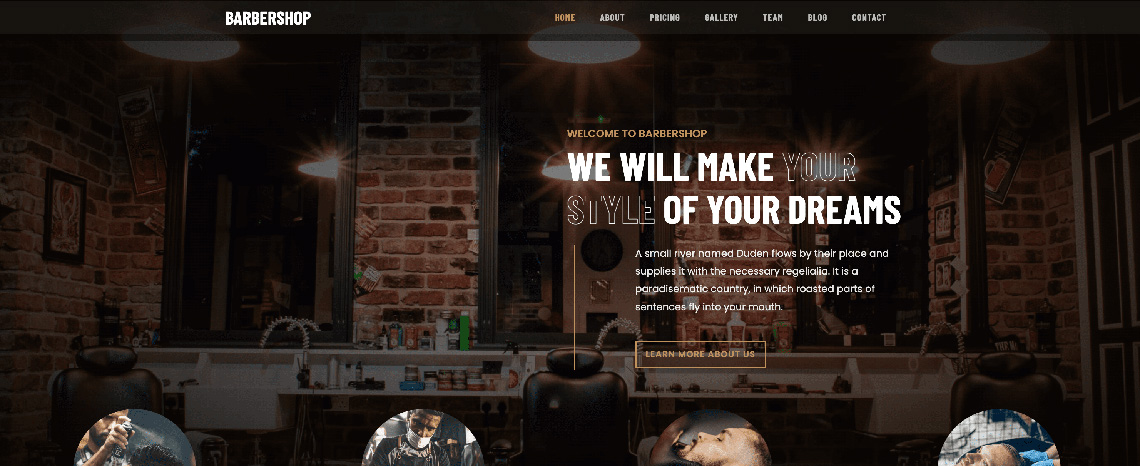 BARBERSHOP
HOME ABOUT PRICING GALLERY TEAM BLOG CONTACT
WELCOME TO BARBERSHOP
WE WILL MAKE YOUR
STYLE OF YOUR DREAMS
A small river named Duden flows by their place and
supplies it with the necessary regelialia. It is a
paradisematic country, in which roasted parts of
sentences fly into your mouth.
LEARN MORE ABOUT US